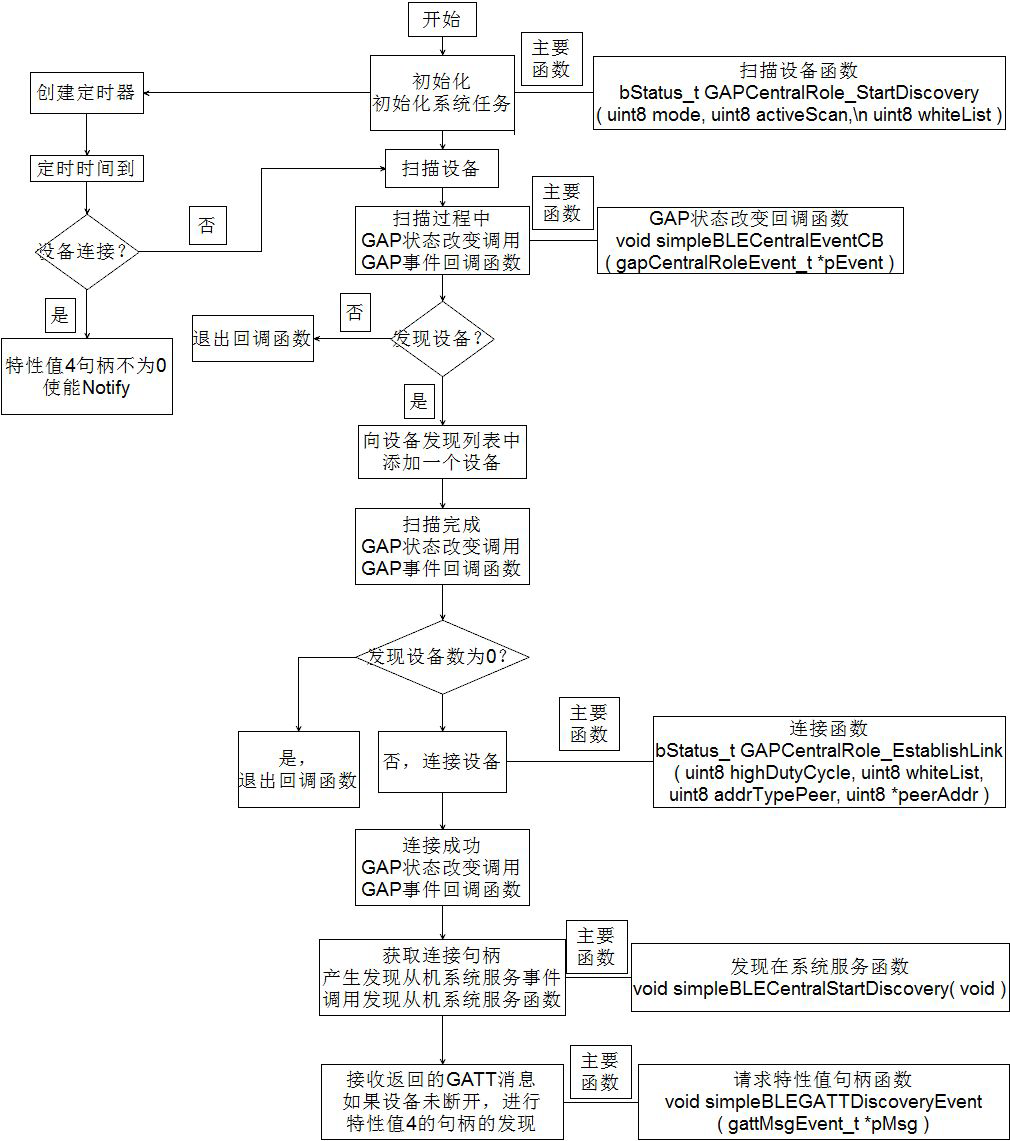 开始
初始化
初始化系统任务
主要
函数
扫描设备函数
bStatus_t GAPCentralRole_StartDiscovery
( uint8 mode, uint8 activeScan,\n uint8 whiteList )
创建定时器
定时时间到
设备连接？
否
是
特性值4句柄不为0
使能Notify
扫描设备
扫描过程中
GAP状态改变调用
GAP事件回调函数
主要
函数
GAP状态改变回调函数
void simpleBLECentralEventCB
( gapCentralRoleEvent_t *pEvent )
发现设备？
否
退出回调函数
是
向设备发现列表中
添加一个设备
扫描完成
GAP状态改变调用
GAP事件回调函数
发现设备数为0？
是，
退出回调函数
否，连接设备
主要
函数
连接函数
bStatus_t GAPCentralRole_EstablishLink
( uint8 highDutyCycle, uint8 whiteList,
uint8 addrTypePeer, uint8 *peerAddr )
连接成功
GAP状态改变调用
GAP事件回调函数
获取连接句柄
产生发现从机系统服务事件
调用发现从机系统服务函数
主要
函数
发现在系统服务函数
void simpleBLECentralStartDiscovery( void )
接收返回的GATT消息
如果设备未断开，进行
特性值4的句柄的发现
主要
函数
请求特性值句柄函数
void simpleBLEGATTDiscoveryEvent
( gattMsgEvent_t *pMsg )